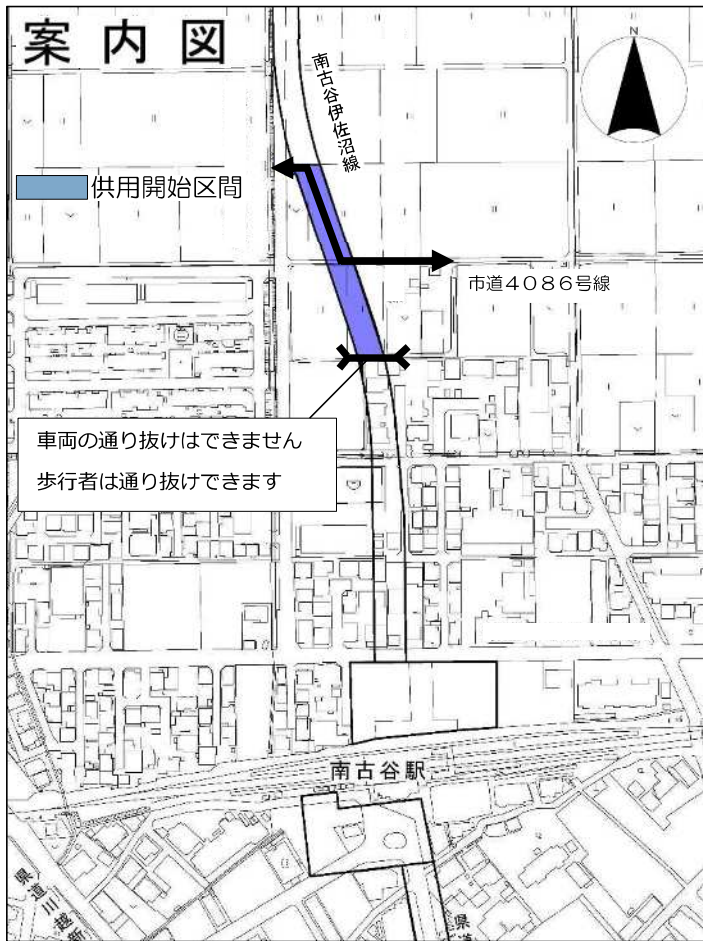 案内図
N
南古谷伊佐沼線
供用開始区間
市道4086号線
車両の通り抜けはできません
歩行者は通り抜けできます
南古谷駅
県道川越新
県道